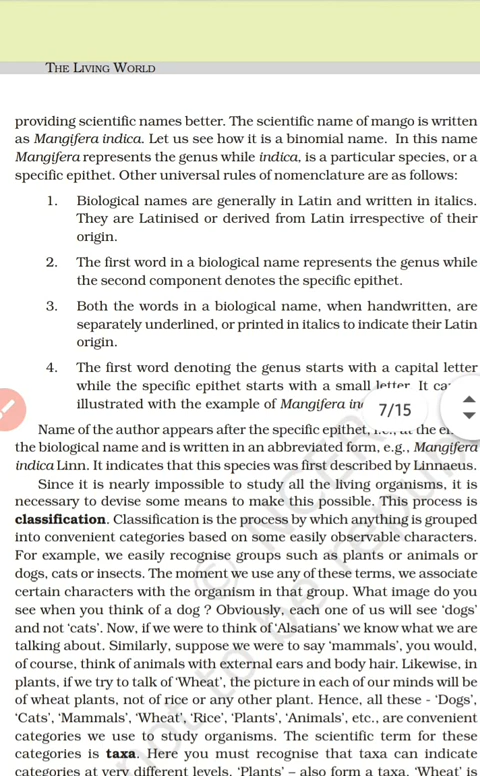 THE LIVING WORLD
providing scientific names better. The scientific name of mango is written
as Mangifera indica. Let us see how it is a binomial name. In this name
Mangifera represents the genus while indica, is a particular species, or a
specific epithet. Other universal rules of nomenclature are as follows:
1. Biological names are generally in Latin and written in italics.
They are Latinised or derived from Latin irrespective of their
origin.
2. The first word in a biological name represents the genus while
the second component denotes the specific epithet.
3. Both the words in a biological name, when handwritten, are
separately underlined, or printed in italics to indicate their Latin
origin.
4. The first word denoting the genus starts with a capital letter
while the specific epithet starts with a small letter. It
illustrated with the example of Mangifera
7/15
Name of the author appears after the specific epithet, the
the biological name and is written in an abbreviated form, e.g., Mangifera
indica Linn. It indicates that this species was first described by Linnaeus.
Since it is nearly impossible to study all the living organisms, it is
necessary to devise some means to make this possible. This process is
classification. Classification is the process by which anything is grouped
into convenient categories based on some easily observable characters.
For example, we easily recognise groups such as plants or animals or
dogs, cats or insects. The moment we use any of these terms, we associate
certain characters with the organism in that group. What image do you
see when you think of a dog ? Obviously, each one of us will see 'dogs'
and not 'cats'. Now, if we were to think of 'Alsatians' we know what we are
talking about. Similarly, suppose we were to say 'mammals', you would,
of course, think of animals with external ears and body hair. Likewise, in
plants, if we try to talk of 'Wheat', the picture in each of our minds will be
of wheat plants, not of rice or any other plant. Hence, all these - 'Dogs',
'Cats', 'Mammals', 'Wheat', 'Rice', 'Plants', 'Animals', etc., are convenient
categories we use to study organisms. The scientific term for these
categories is taxa. Here you must recognise that taxa can indicate
categories at very different levels. 'Plants' – also form a taxa. 'Wheat' is